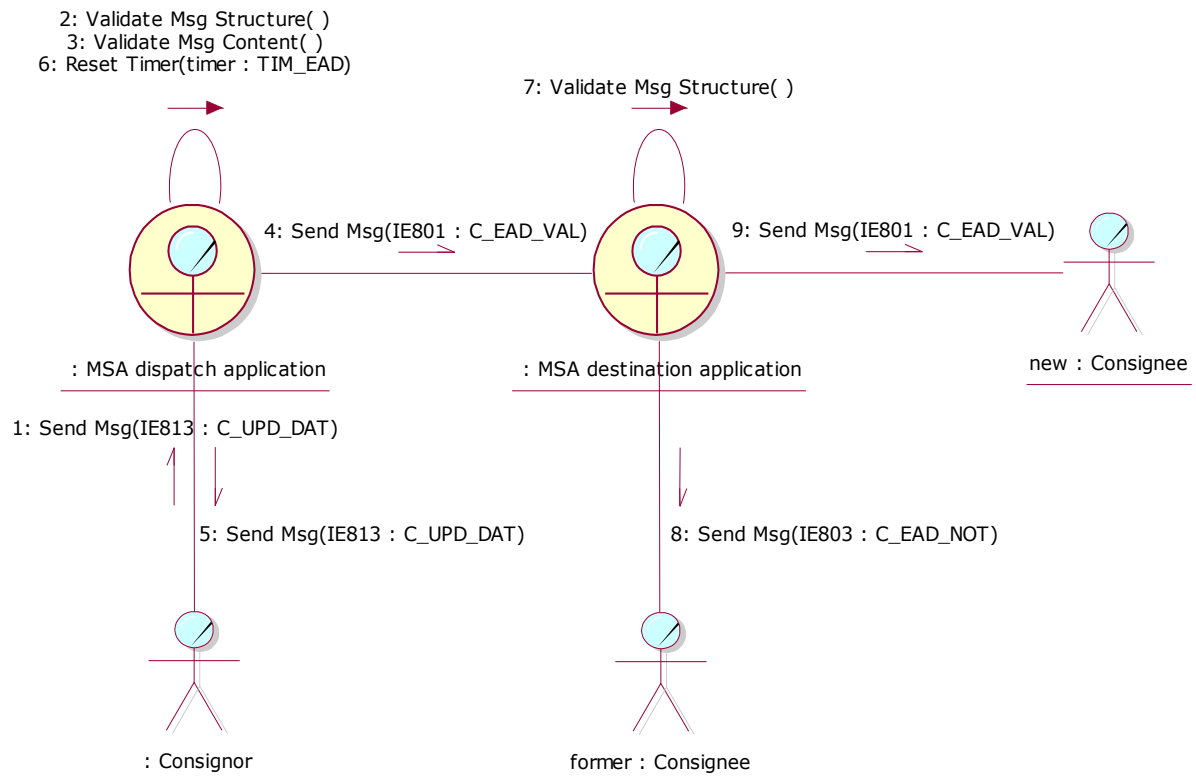 2: Validate Msg Structure( )
3: Validate Msg Content( )
6: Reset Timer(timer : TIM_EAD)
7: Validate Msg Structure( )
4: Send Msg(IE801 : C_EAD_VAL)
9: Send Msg(IE801 : C_EAD_VAL)
: MSA dispatch application
: MSA destination application
new : Consignee
1: Send Msg(IE813 : C_UPD_DAT)
5: Send Msg(IE813 : C_UPD_DAT)
8: Send Msg(IE803 : C_EAD_NOT)
: Consignor
former : Consignee